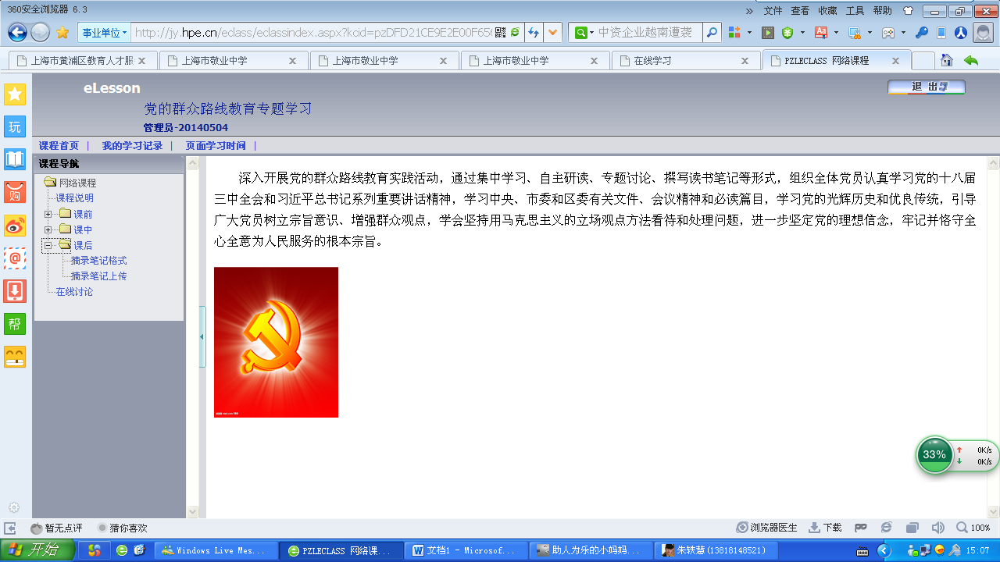 360安全浏览器 6.3
» 文件 查看 收藏 工具 帮助
事业单位 http://jy.hpe.cn/eclass/eclassindex.aspx?kcid=pzDFD21CE9E2E00F656 中资企业越南遭袭
上海市黄浦区教育人才服 上海市敬业中学 上海市敬业中学 上海市敬业中学 在线学习 PZLECLASS 网络课程
玩
购
@
帮
eLesson
退 出
党的群众路线教育专题学习
管理员-20140504
课程首页 | 我的学习记录 | 页面学习时间 |
课程导航
网络课程
课程说明
课前
课中
课后
摘录笔记格式
摘录笔记上传
在线讨论
深入开展党的群众路线教育实践活动，通过集中学习、自主研读、专题讨论、撰写读书笔记等形式，组织全体党员认真学习党的十八届
三中全会和习近平总书记系列重要讲话精神，学习中央、市委和区委有关文件、会议精神和必读篇目，学习党的光辉历史和优良传统，引导
广大党员树立宗旨意识、增强群众观点，学会坚持用马克思主义的立场观点方法看待和处理问题，进一步坚定党的理想信念，牢记并恪守全
心全意为人民服务的根本宗旨。
33% 0K/s
0K/s
暂无点评 猜你喜欢 浏览器医生 下载 100%
开始 Windows Live Mes... PZLECLASS 网络课... 文档1 - Microsof... 助人为乐的小妈妈... 朱轶慧(13818148521) 15:07